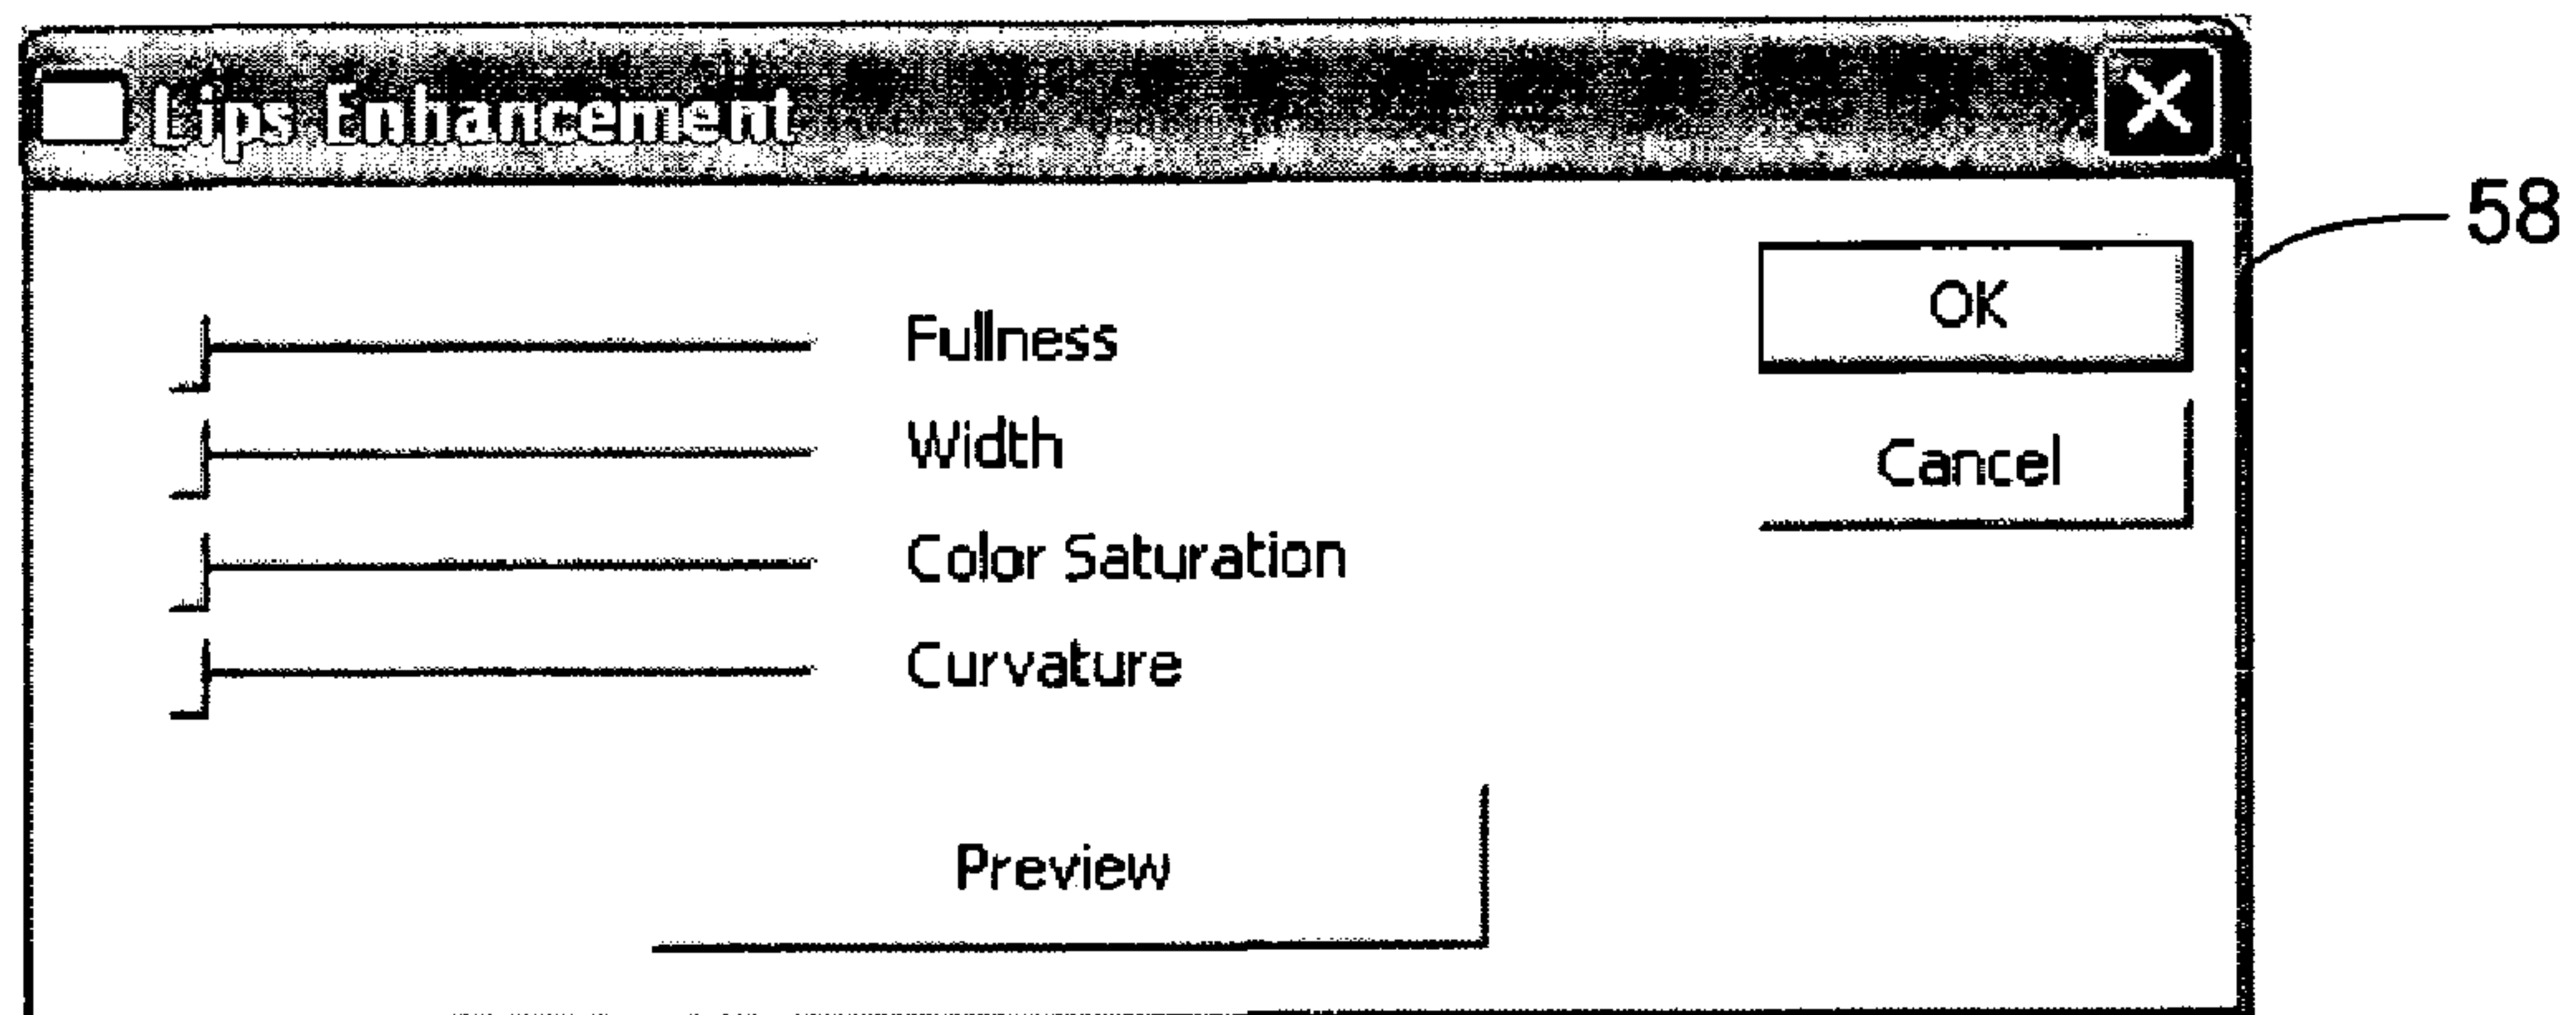 Lips Enhancement
58
OK
Fullness
Width
Cancel
Color Saturation
Curvature
Preview